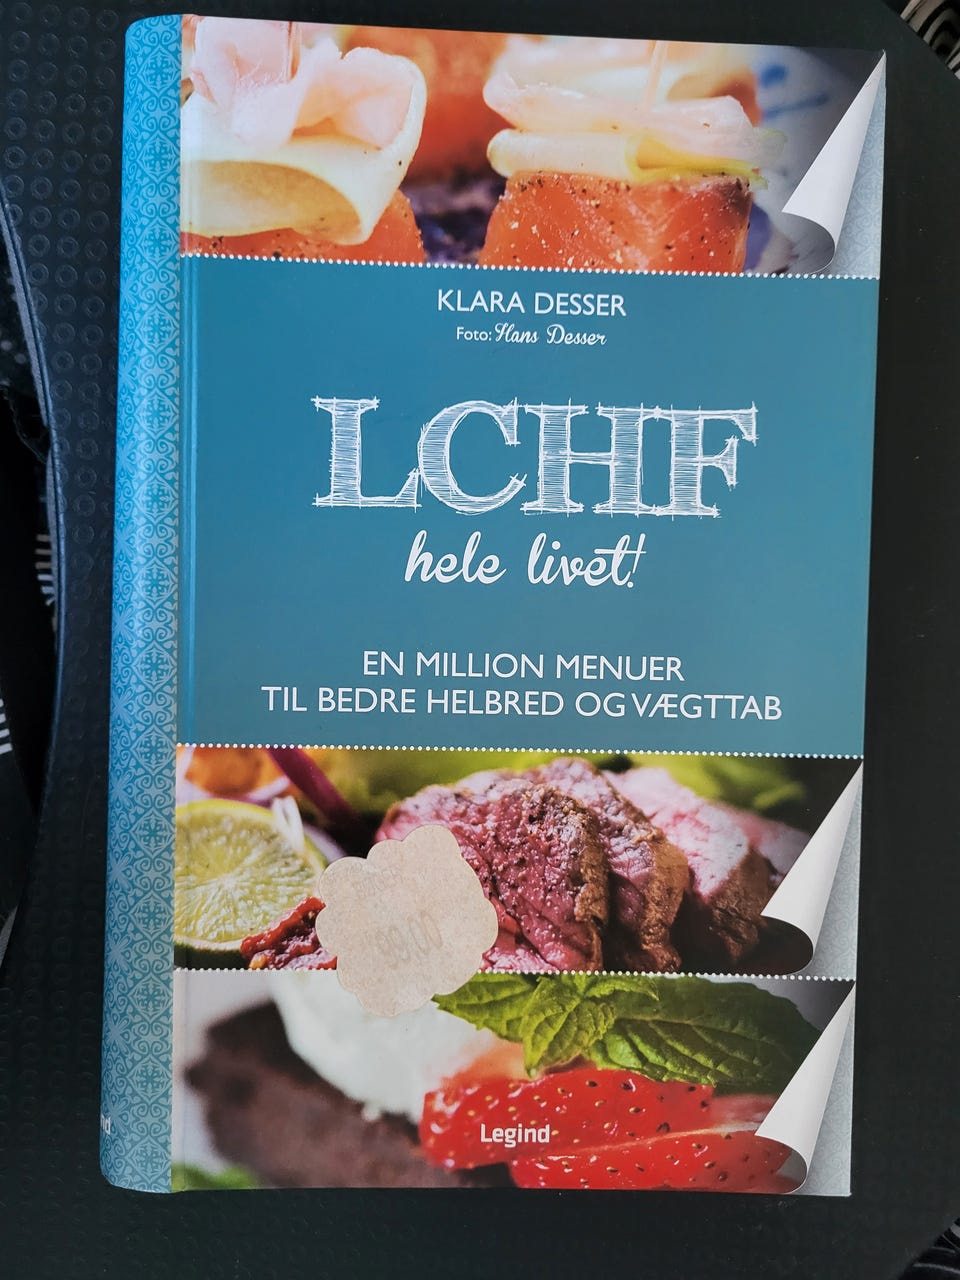 KLARA DESSER
Foto: Hans Desser
LCHF
hele livet!
EN MILLION MENUER
TIL BEDRE HELBRED OG VÆGTTAB
Legind